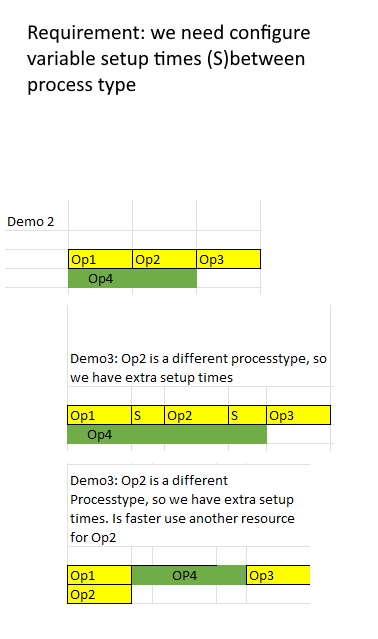 Requirement: we need configure
variable setup times (S)between
process type
Demo 2
Op1 Op2 Op3
Op4
Demo3: Op2 is a different processtype, so
we have extra setup times
Op1 S Op2 S Op3
Op4
Demo3: Op2 is a different
Processtype, so we have extra setup
times. Is faster use another resource
for Op2
Op1 OP4 Op3
Op2